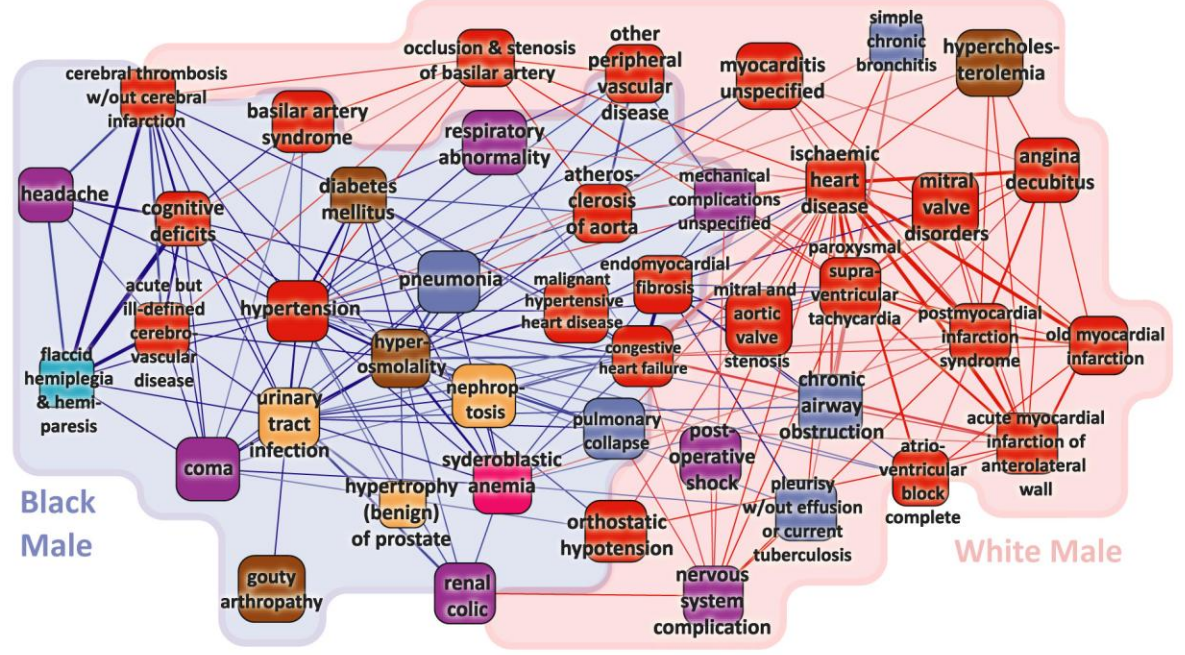 simple
chronic
bronchitis
hypercholes-
terolemia
occlusion & stenosis
of basilar artery
other
peripheral
vascular
disease
myocarditis
unspecified
cerebral thrombosis
w/out cerebral
infarction
basilar artery
syndrome
respiratory
abnormality
ischaemic
heart
disease
angina
decubitus
headache
cognitive
deficits
diabetes
mellitus
atheros-
clerosis
of aorta
mechanical
complications
unspecified
mitral
valve
disorders
acute but
ill-defined
cerebro
vascular
disease
hypertension
pneumonia
malignant
hypertensive
heart disease
endomyocardial
fibrosis
mitral and
aortic
valve
stenosis
paroxysmal
supra-
ventricular
tachycardia
postmyocardial
infarction
syndrome
old myocardial
infarction
flaccid
hemiplegia
& hemi-
paresis
hyper-
osmolality
congestive
heart failure
urinary
tract
infection
nephrop-
tosis
pulmonary
collapse
chronic
airway
obstruction
acute myocardial
infarction of
anterolateral
wall
coma
syderoblastic
anemia
post-
operative
shock
atrio-
ventricular
block
complete
hypertrophy
(benign)
of prostate
pleurisy
w/out effusion
or current
tuberculosis
orthostatic
hypotension
Black
Male
White Male
gouty
arthropathy
renal
colic
nervous
system
complication